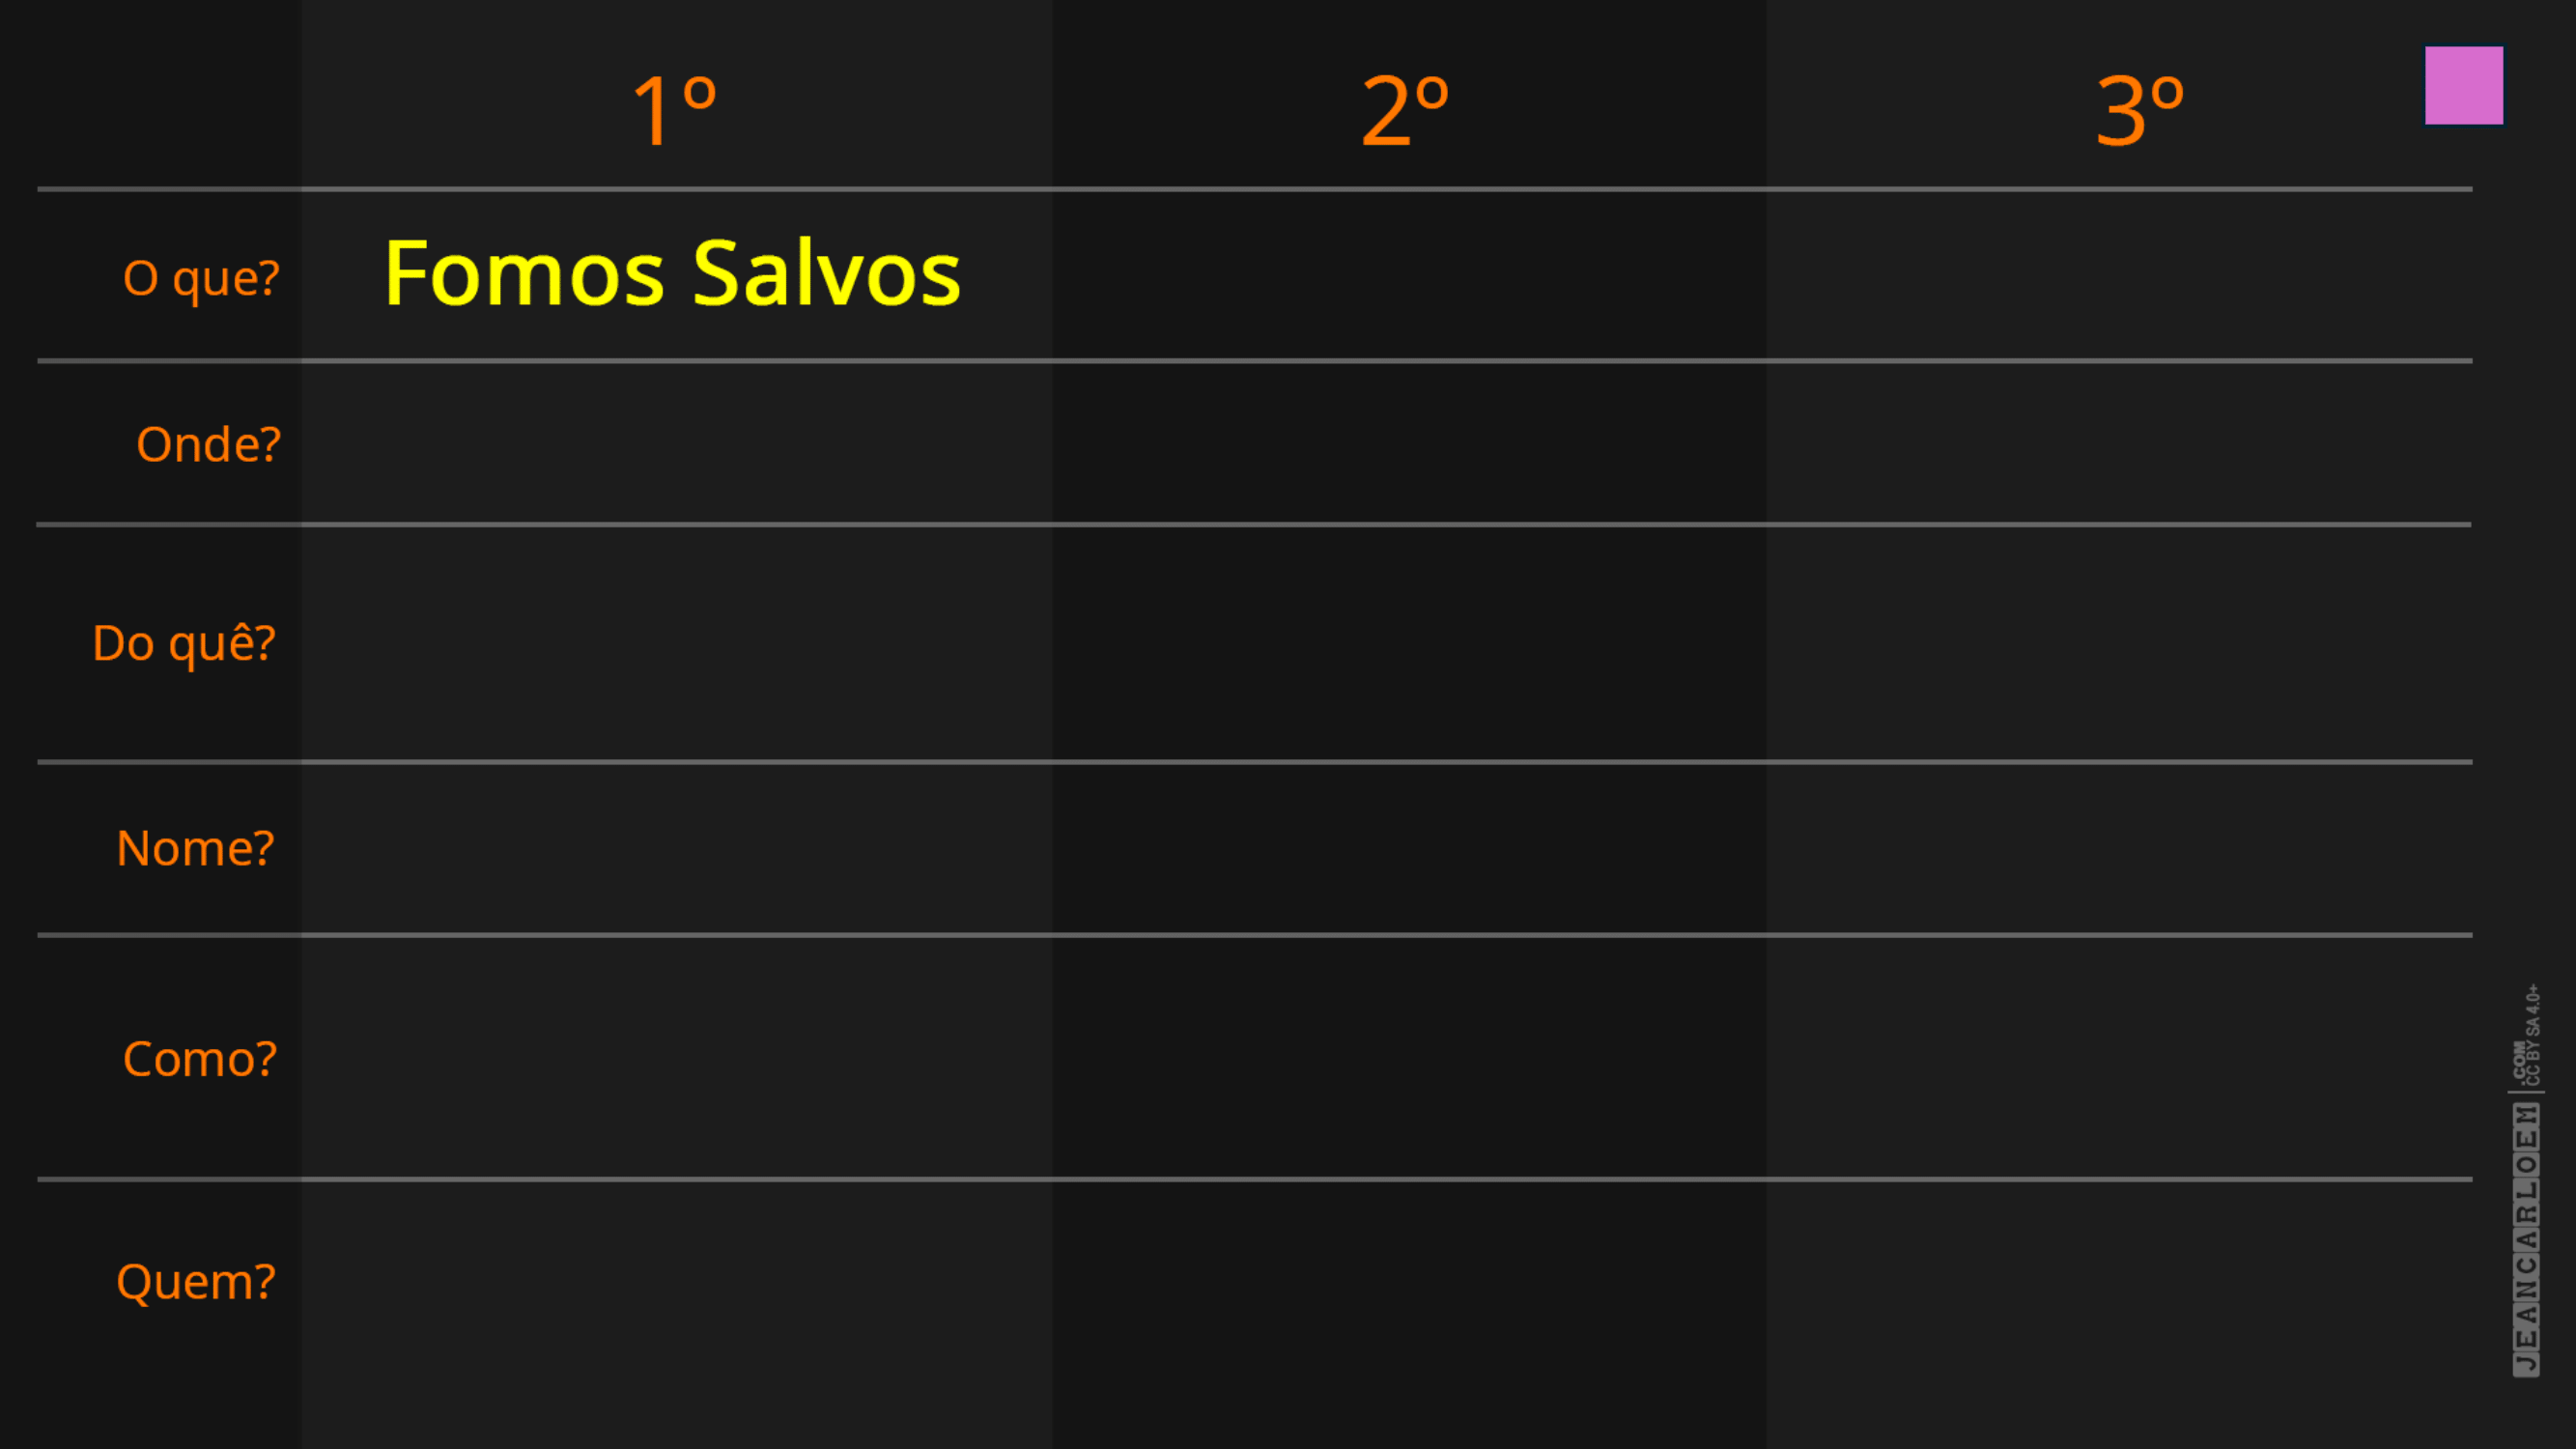 1º 2º 3º
O que? Fomos Salvos
Onde?
Do quê?
Nome?
Como?
Quem?
JEANCARLOEM
.COM
CC BY SA 4.0+